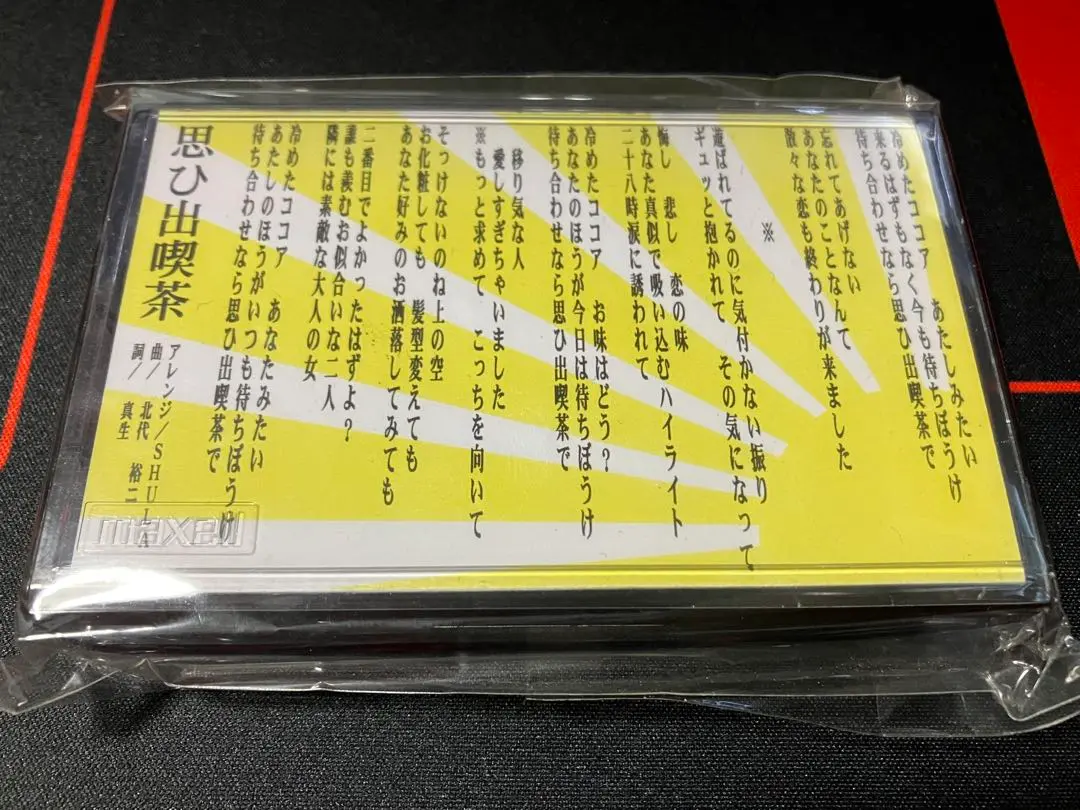 冷めたココア　あたしみたい
来るはずもなく今も待ちぼうけ
待ち合わせなら思ひ出喫茶で
忘れてあげない
あなたのことなんて
散々な恋も終わりが来ました
※
遊ばれてるのに気付かない振り
ギュッと抱かれて　その気になって
悔し　悲し　恋の味
あなた真似で吸い込むハイライト
二十八時涙に誘われて
冷めたココア　お味はどう？
あなたのほうが今日は待ちぼうけ
待ち合わせなら思ひ出喫茶で
移り気な人
愛しすぎちゃいました
※もっと求めて　こっちを向いて
そっけないのね上の空
お化粧しても　髪型変えても
あなた好みのお洒落してみても
二番目でよかったはずよ？
誰も羨むお似合いな二人
隣には素敵な大人の女
冷めたココア　あなたみたい
あたしのほうがいつも待ちぼうけ
待ち合わせなら思ひ出喫茶で
思ひ出喫茶
アレンジ／
曲／　北代　裕二
詞／　真生
maxell